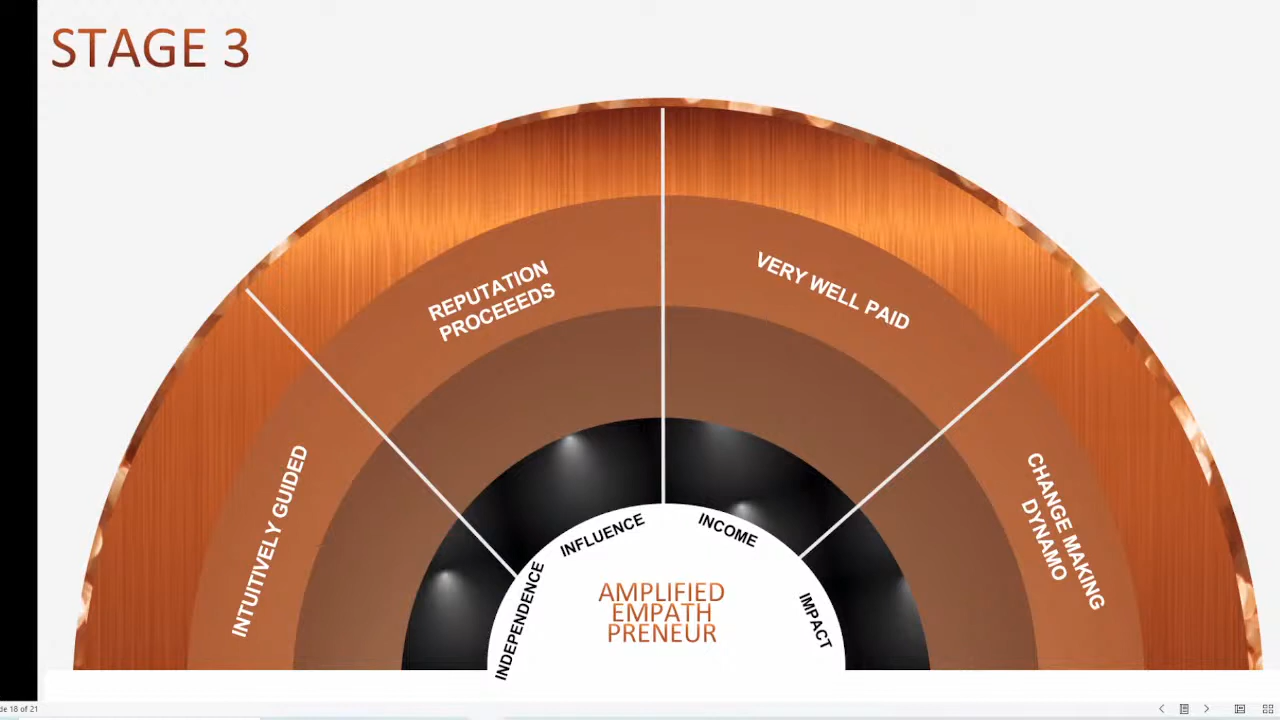 STAGE 3
REPUTATION
PROCEEEDS
VERY WELL PAID
INTUITIVELY GUIDED
CHANGE MAKING
DYNAMO
INDEPENDENCE
INFLUENCE
INCOME
IMPACT
AMPLIFIED
EMPATH
PRENEUR
de 18 of 21